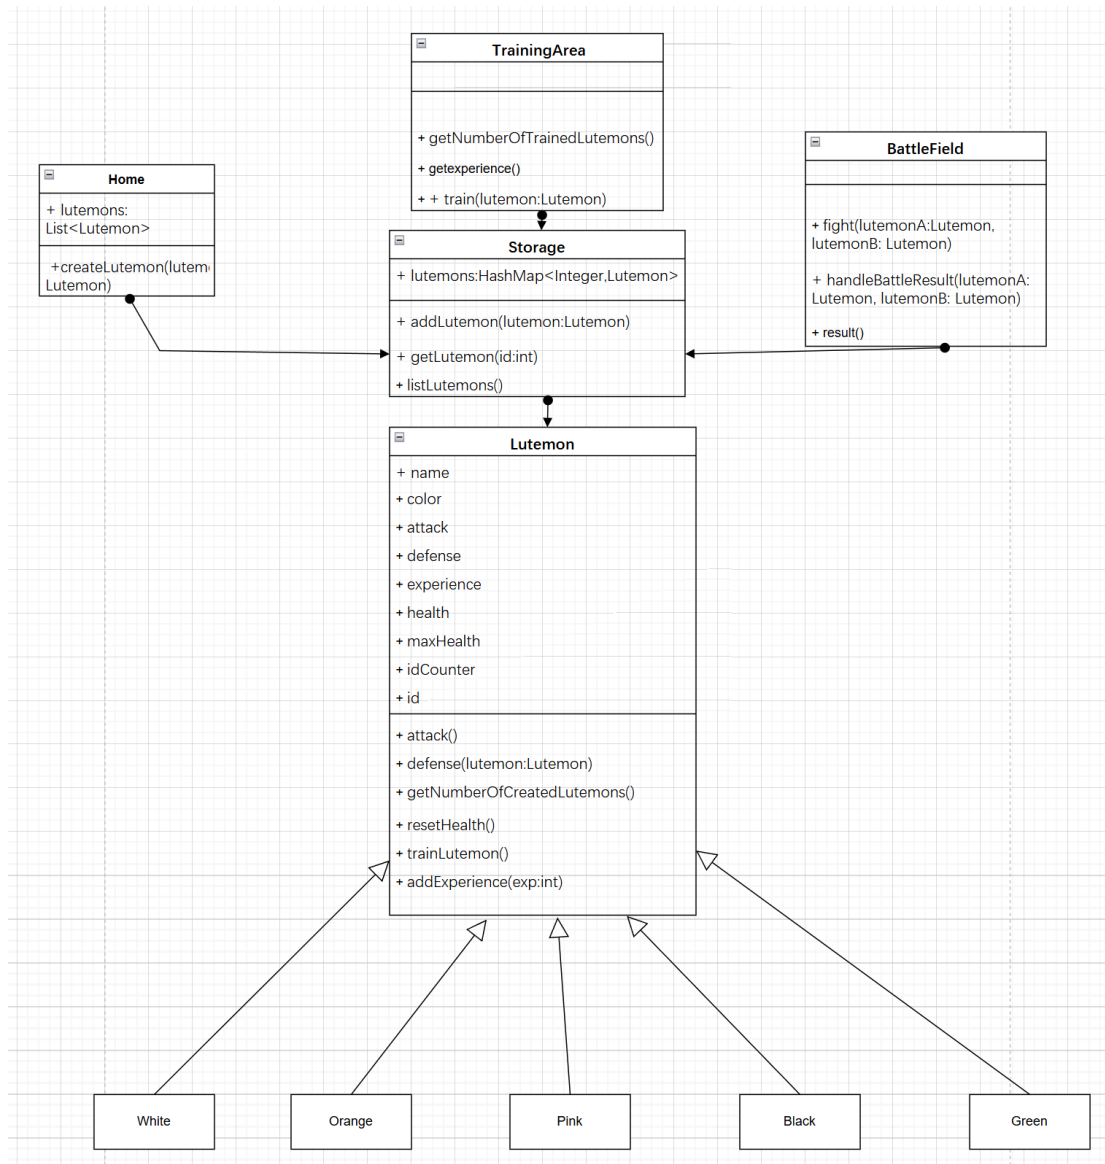 TrainingArea
+ getNumberOfTrainedLutemons()
+ getexperience()
+ + train(lutemon:Lutemon)
BattleField
+ fight(lutemonA:Lutemon,
lutemonB: Lutemon)
+ handleBattleResult(lutemonA:
Lutemon, lutemonB: Lutemon)
+ result()
Home
+ lutemons:
List<Lutemon>
+createLutemon(lutem
Lutemon)
Storage
+ lutemons:HashMap<Integer,Lutemon>
+ addLutemon(lutemon:Lutemon)
+ getLutemon(id:int)
+ listLutemons()
Lutemon
+ name
+ color
+ attack
+ defense
+ experience
+ health
+ maxHealth
+ idCounter
+ id
+ attack()
+ defense(lutemon:Lutemon)
+ getNumberOfCreatedLutemons()
+ resetHealth()
+ trainLutemon()
+ addExperience(exp:int)
White
Orange
Pink
Black
Green